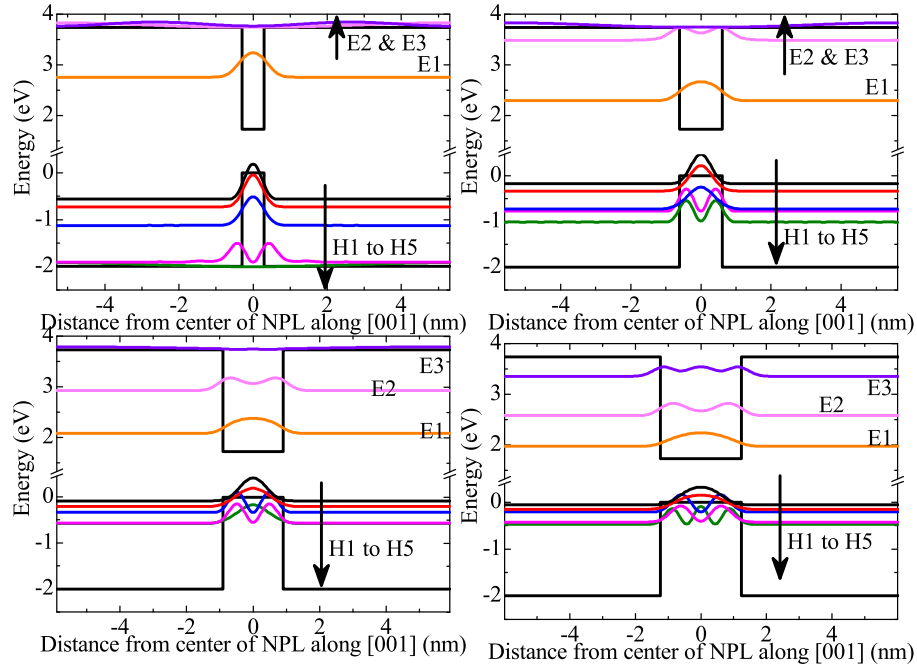 4
3
2
0
-1
-2
Energy (eV)
E2 & E3
E1
H1 to H5
-4
-2
0
2
4
Distance from center of NPL along [001] (nm)
4
3
2
0
-1
-2
Energy (eV)
E2 & E3
E1
H1 to H5
-4
-2
0
2
4
Distance from center of NPL along [001] (nm)
4
3
2
0
-1
-2
Energy (eV)
E3
E2
E1
H1 to H5
-4
-2
0
2
4
Distance from center of NPL along [001] (nm)
4
3
2
0
-1
-2
Energy (eV)
E3
E2
E1
H1 to H5
-6
-4
-2
0
2
4
6
Distance from center of NPL along [001] (nm)